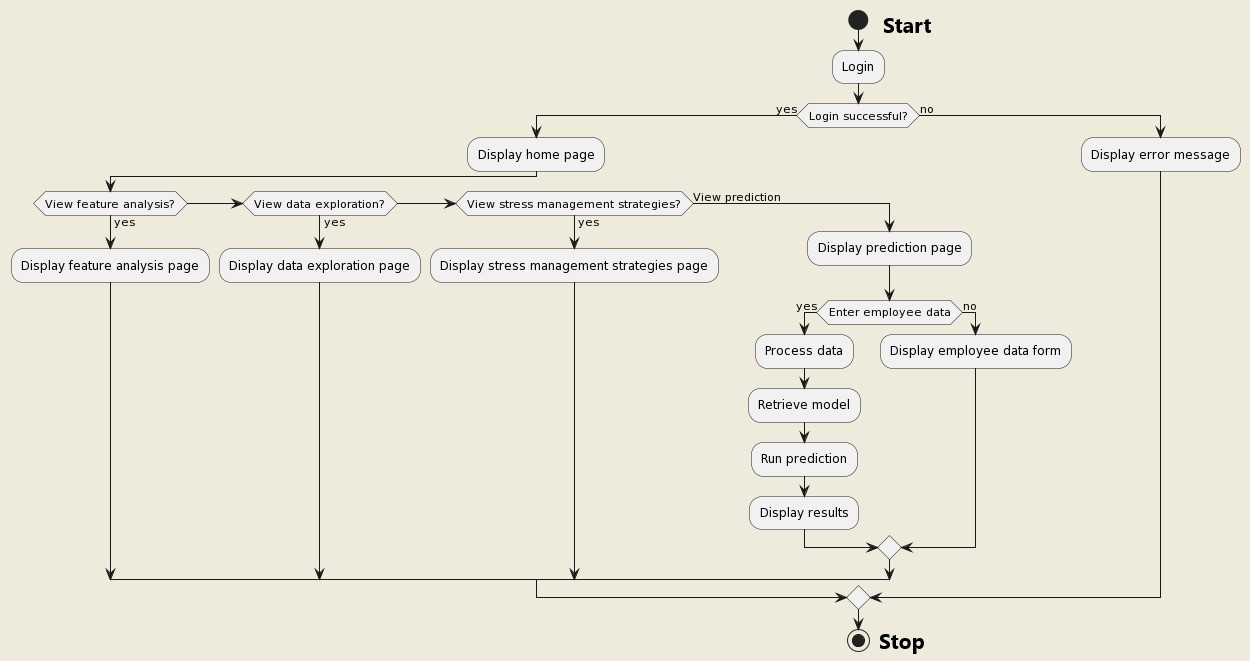 Start
Login
yes
Login successful?
no
Display home page
Display error message
View feature analysis?
View data exploration?
View stress management strategies?
View prediction
yes
yes
yes
Display prediction page
Display feature analysis page
Display data exploration page
Display stress management strategies page
yes
Enter employee data
no
Process data
Display employee data form
Retrieve model
Run prediction
Display results
Stop